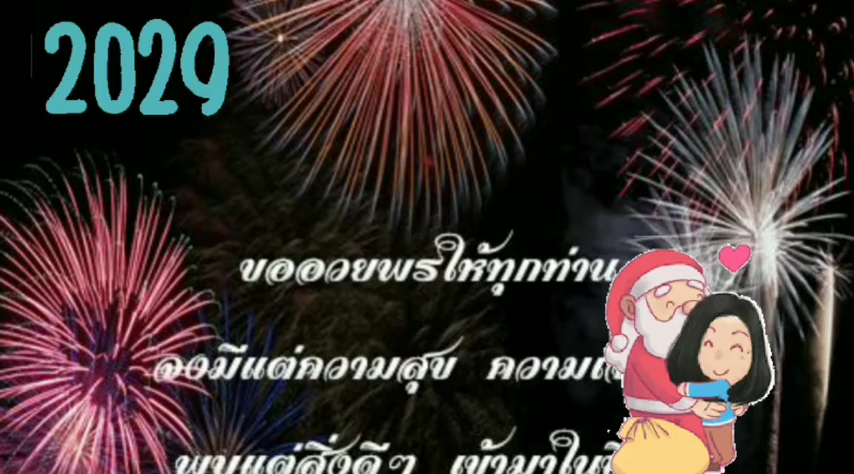 2029
ขออวยพรให้ทุกท่าน
จงมีแต่ความสุข ความ
พบแต่สิ่งดีๆ เข้ามาใน